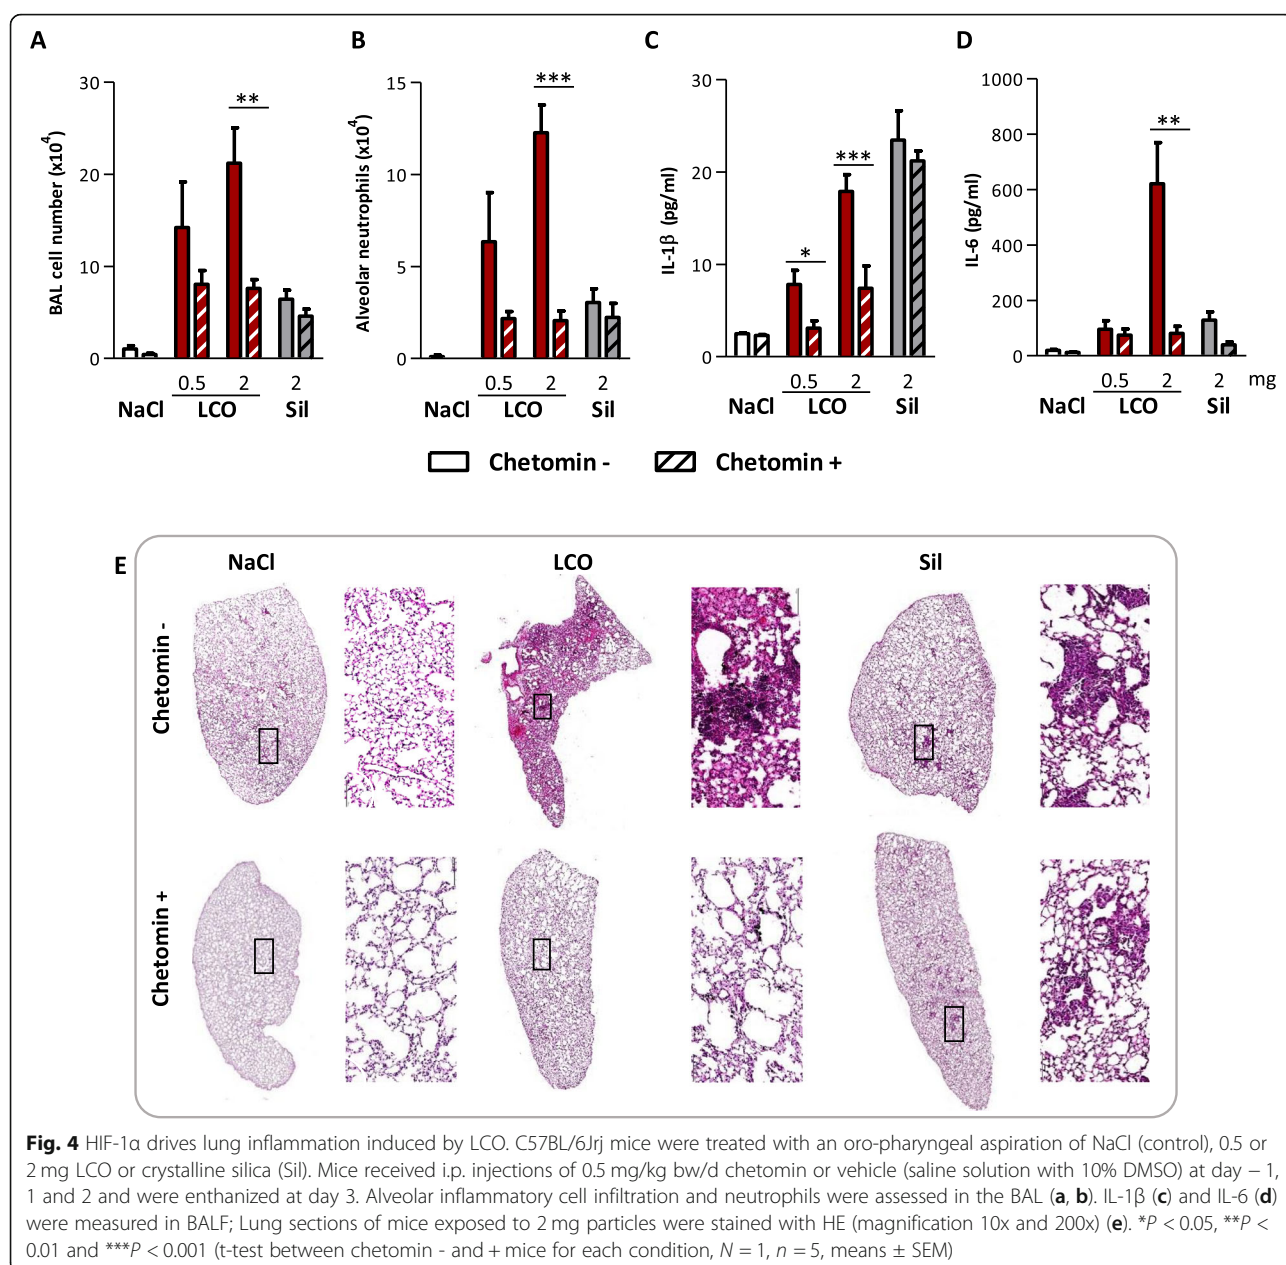 A B C D
30
20
10
0
BAL cell number (x10⁴)
**
0.5 2 2
NaCl LCO Sil
15
10
5
0
Alveolar neutrophils (x10⁴)
***
0.5 2 2
NaCl LCO Sil
30
20
10
0
IL-1β (pg/ml)
*
***
0.5 2 2
NaCl LCO Sil
1000
800
600
400
200
0
IL-6 (pg/ml)
**
0.5 2 2 mg
NaCl LCO Sil
Chetomin - Chetomin +
E NaCl LCO Sil
Chetomin -
Chetomin +
Fig. 4 HIF-1α drives lung inflammation induced by LCO. C57BL/6Jrj mice were treated with an oro-pharyngeal aspiration of NaCl (control), 0.5 or
2 mg LCO or crystalline silica (Sil). Mice received i.p. injections of 0.5 mg/kg bw/d chetomin or vehicle (saline solution with 10% DMSO) at day − 1,
1 and 2 and were enthanized at day 3. Alveolar inflammatory cell infiltration and neutrophils were assessed in the BAL (a, b). IL-1β (c) and IL-6 (d)
were measured in BALF; Lung sections of mice exposed to 2 mg particles were stained with HE (magnification 10x and 200x) (e). *P < 0.05, **P <
0.01 and ***P < 0.001 (t-test between chetomin - and + mice for each condition, N = 1, n = 5, means ± SEM)